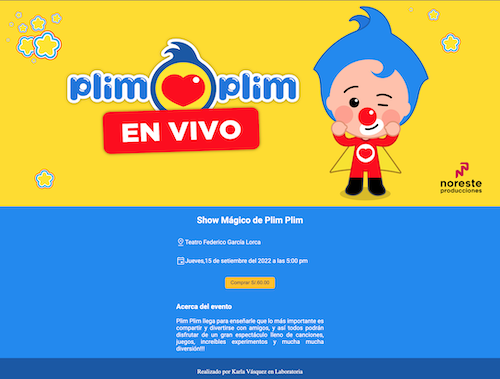 plim plim
EN VIVO
noreste
producciones
Show Mágico de Plim Plim
Teatro Federico García Lorca
Jueves,15 de setiembre del 2022 a las 5:00 pm
Comprar S/ 60.00
Acerca del evento
Plim Plim llega para enseñarle que lo más importante es
compartir y divertirse con amigos, y así todos podrán
disfrutar de un gran espectáculo lleno de canciones,
juegos, increíbles experimentos y mucha mucha
diversión!!!
Realizado por Karla Vásquez en Laboratoria